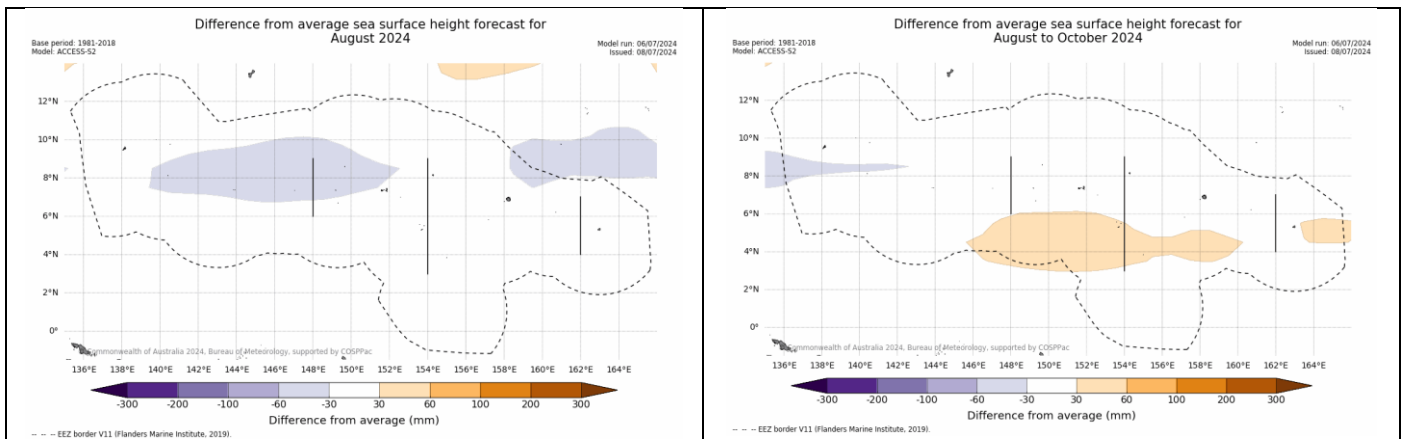 Difference from average sea surface height forecast for
August 2024
Base period: 1981-2018
Model: ACCESS-S2
Model run: 06/07/2024
Issued: 08/07/2024
12°N
10°N
8°N
6°N
4°N
2°N
0°
Commonwealth of Australia 2024, Bureau of Meteorology, supported by COSPPac
136°E 138°E 140°E 142°E 144°E 146°E 148°E 150°E 152°E 154°E 156°E 158°E 160°E 162°E 164°E
-300 -200 -100 -60 -30 30 60 100 200 300
Difference from average (mm)
-- -- -- EEZ border V11 (Flanders Marine Institute, 2019).
Difference from average sea surface height forecast for
August to October 2024
Base period: 1981-2018
Model: ACCESS-S2
Model run: 06/07/2024
Issued: 08/07/2024
12°N
10°N
8°N
6°N
4°N
2°N
0°
Commonwealth of Australia 2024, Bureau of Meteorology, supported by COSPPac
136°E 138°E 140°E 142°E 144°E 146°E 148°E 150°E 152°E 154°E 156°E 158°E 160°E 162°E 164°E
-300 -200 -100 -60 -30 30 60 100 200 300
Difference from average (mm)
-- -- -- EEZ border V11 (Flanders Marine Institute, 2019).